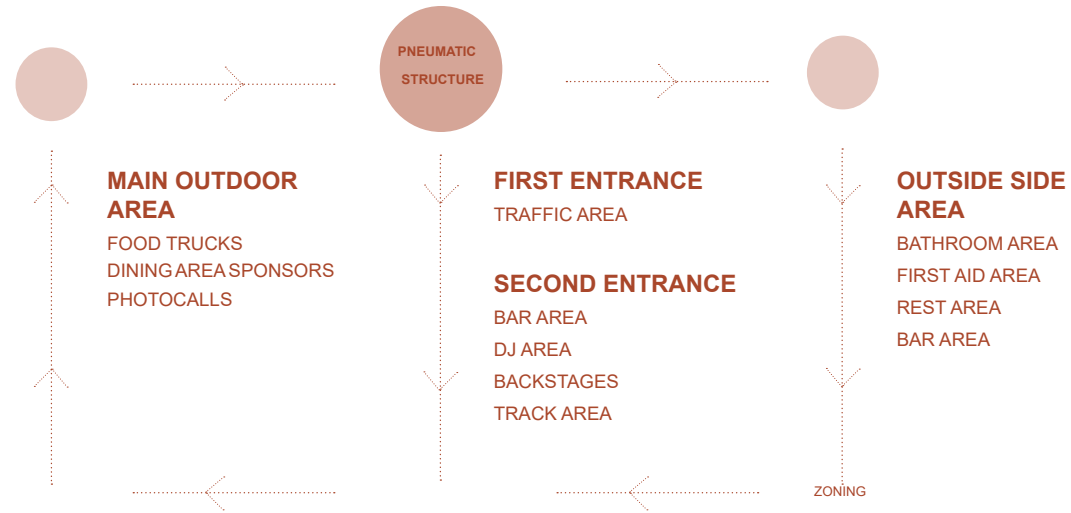 PNEUMATIC
STRUCTURE
MAIN OUTDOOR
AREA
FOOD TRUCKS
DINING AREA SPONSORS
PHOTOCALLS
FIRST ENTRANCE
TRAFFIC AREA
SECOND ENTRANCE
BAR AREA
DJ AREA
BACKSTAGES
TRACK AREA
OUTSIDE SIDE
AREA
BATHROOM AREA
FIRST AID AREA
REST AREA
BAR AREA
ZONING